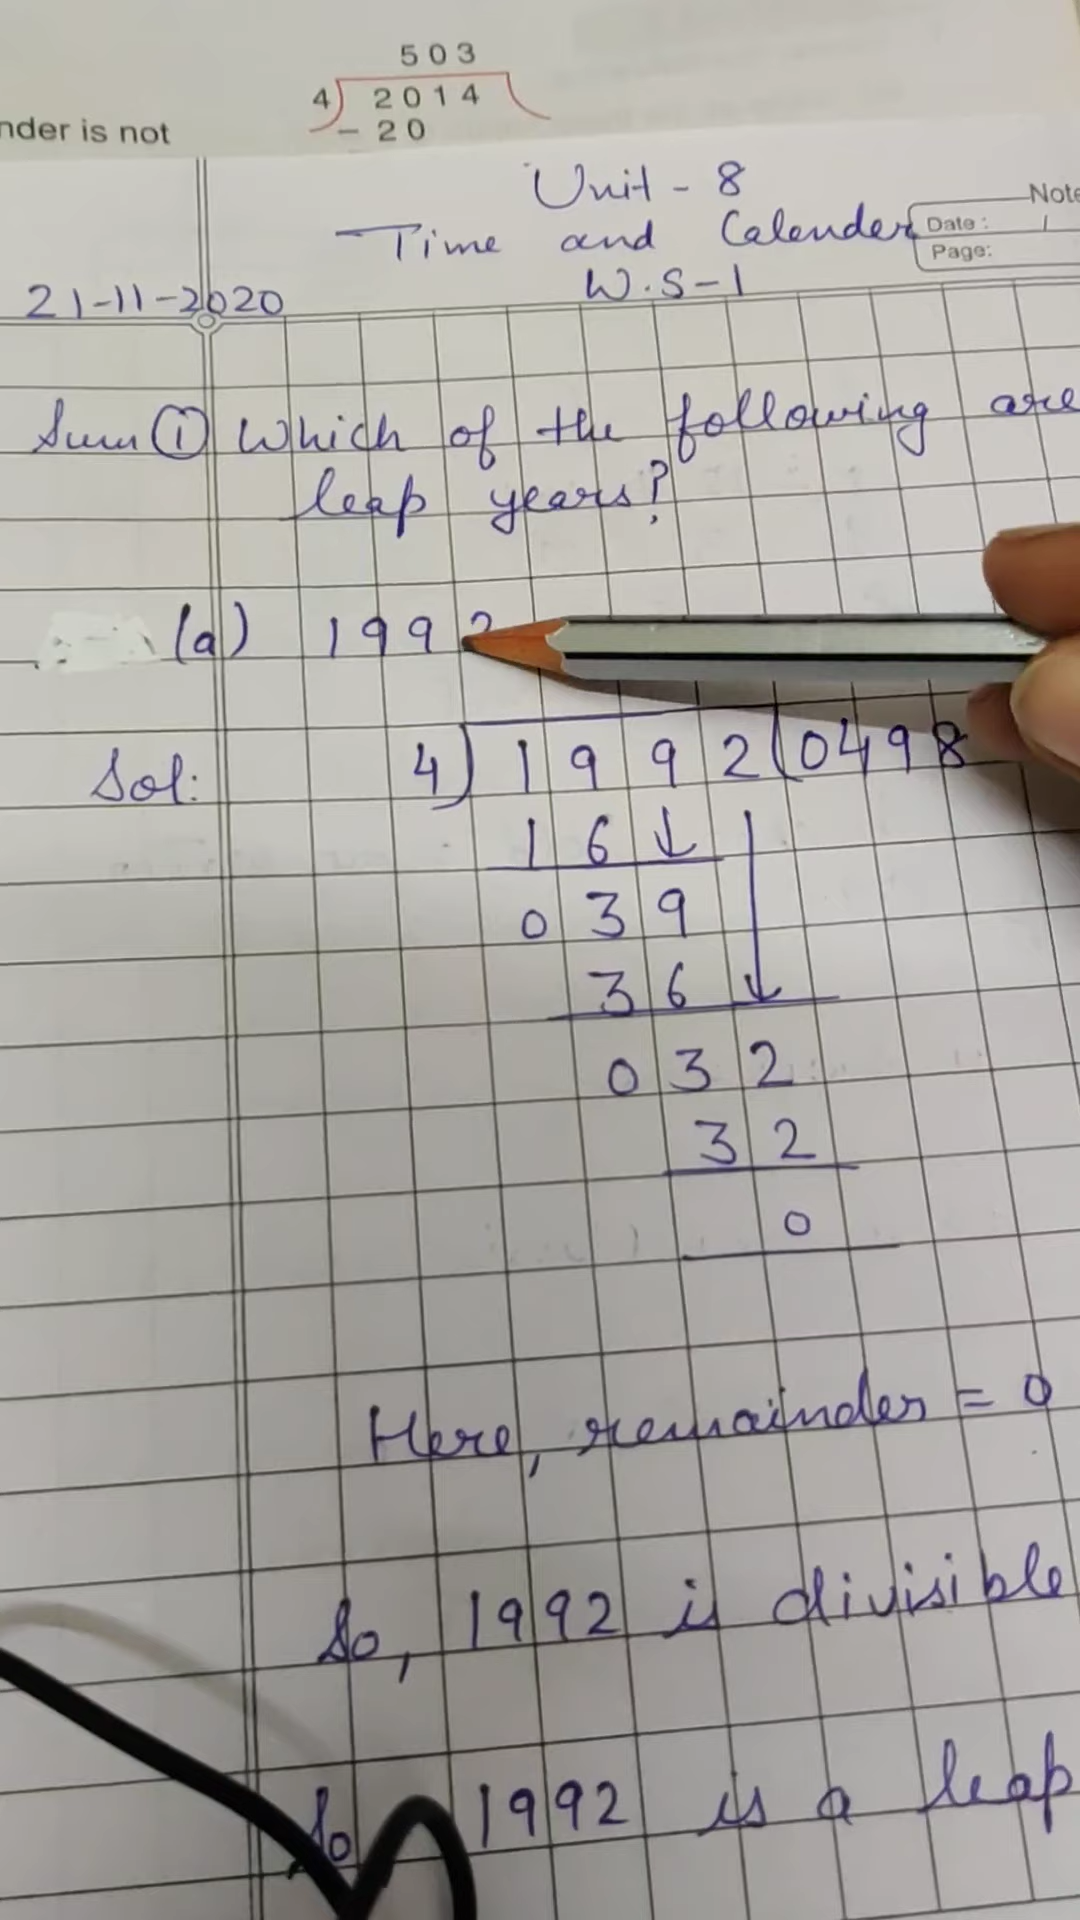 503
4) 2014
nder is not
- 20
Unit - 8
Time and Calender
Note
Date: /
Page:
W.S-1
21-11-2020
Sum (i) Which of the following are
leap years?
(a) 1992
Sol: 4) 1992 (0498
16↓
039
36↓
032
32
0
Here, remainder = 0
So, 1992 is divisible
So 1992 is a leap